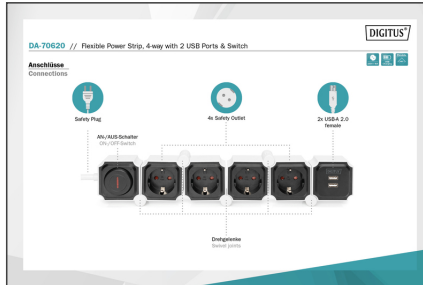 DIGITUS®
DA-70620 // Flexible Power Strip, 4-way with 2 USB Ports & Switch
Anschlüsse
Connections
Safety Plug
4x Safety Outlet
2x USB-A 2.0
female
AN-/AUS-Schalter
ON-/OFF-Switch
Drehgelenke
Swivel joints